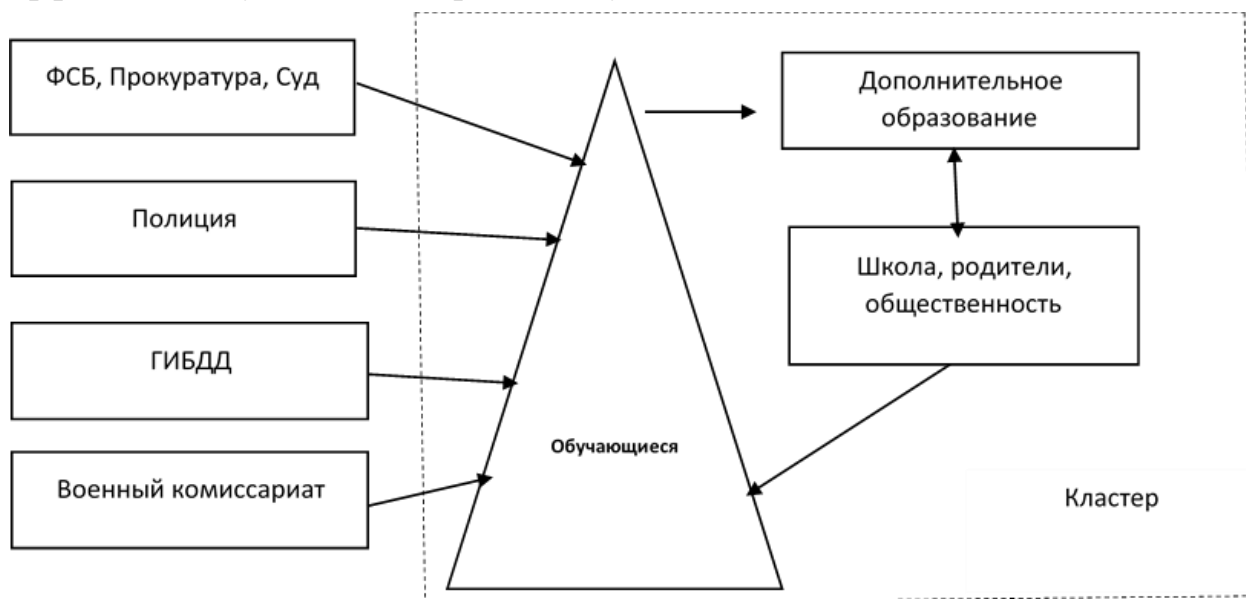 ФСБ, Прокуратура, Суд
Полиция
ГИБДД
Военный комиссариат
Обучающиеся
Дополнительное
образование
Школа, родители,
общественность
Кластер